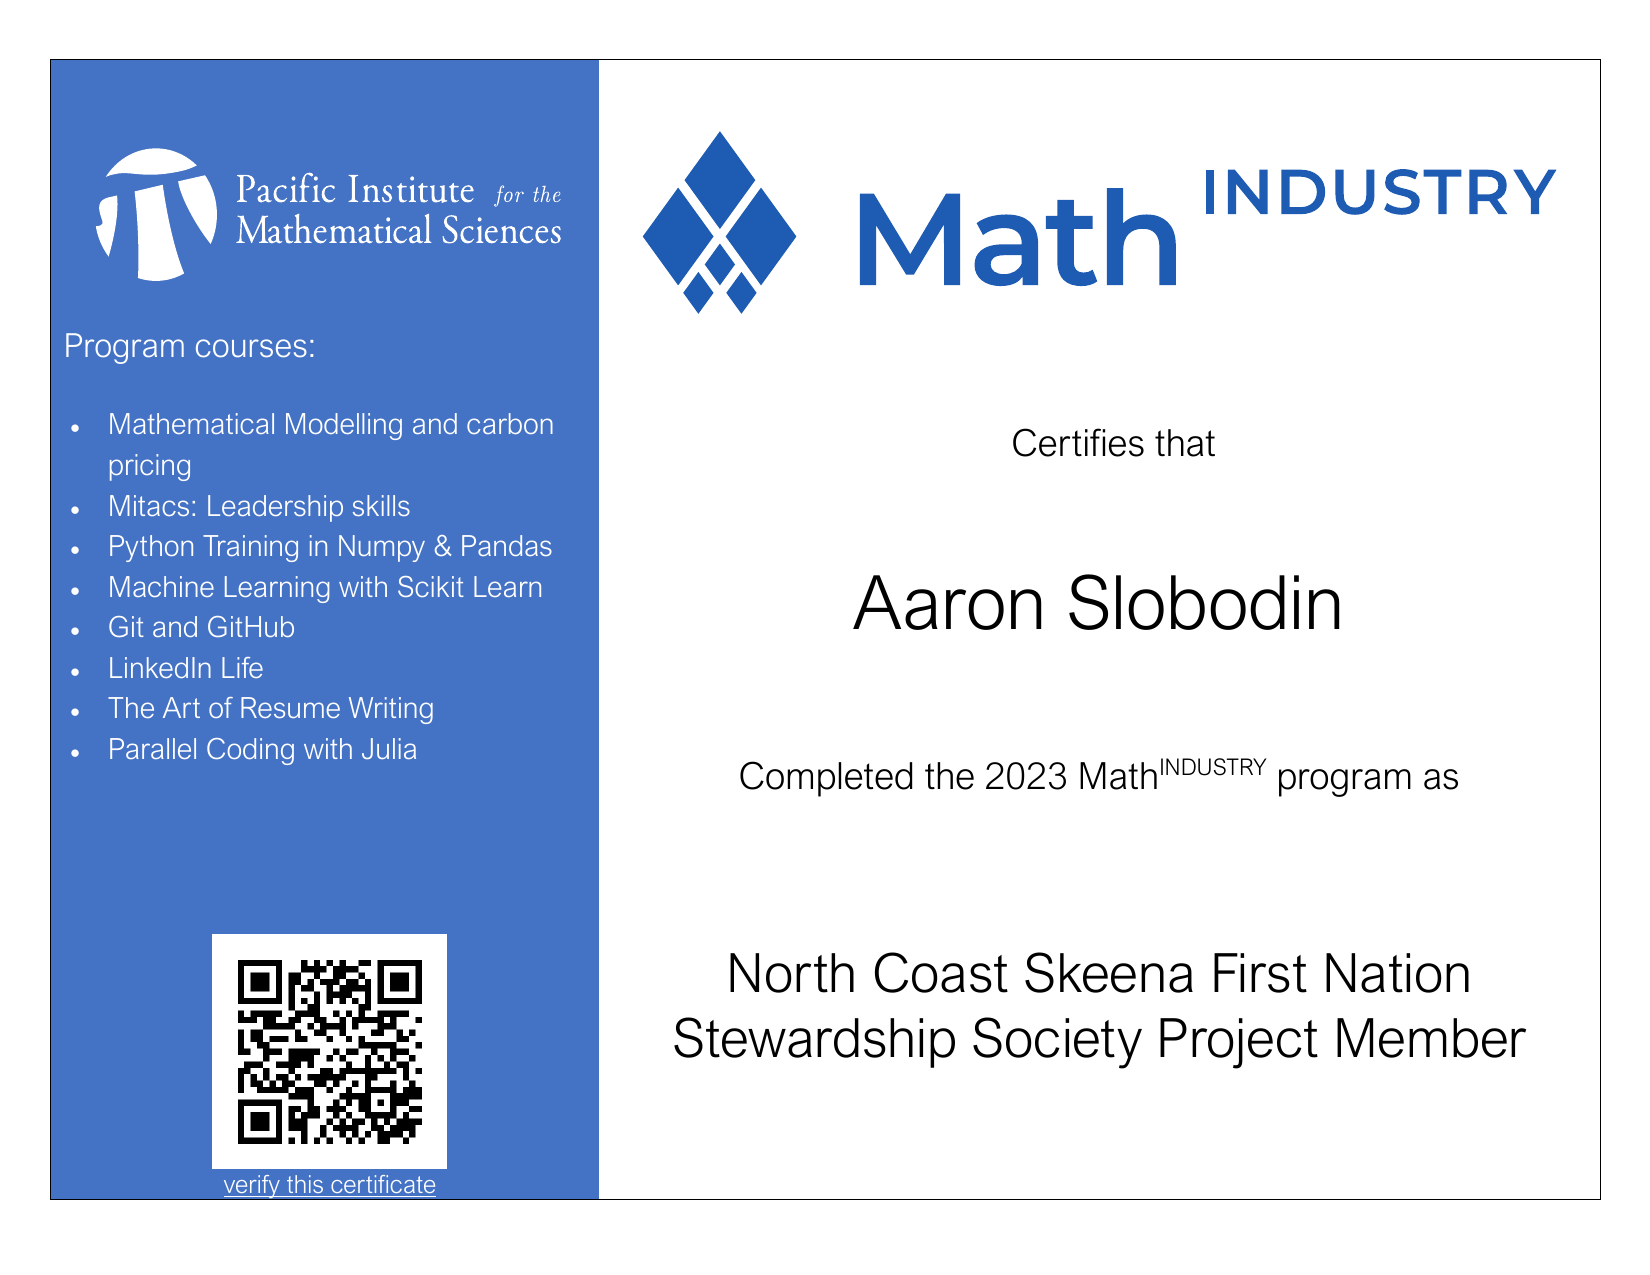 Pacific Institute for the
Mathematical Sciences
Program courses:
• Mathematical Modelling and carbon
pricing
• Mitacs: Leadership skills
• Python Training in Numpy & Pandas
• Machine Learning with Scikit Learn
• Git and GitHub
• LinkedIn Life
• The Art of Resume Writing
• Parallel Coding with Julia
verify this certificate
Math INDUSTRY
Certifies that
Aaron Slobodin
Completed the 2023 MathINDUSTRY program as
North Coast Skeena First Nation
Stewardship Society Project Member